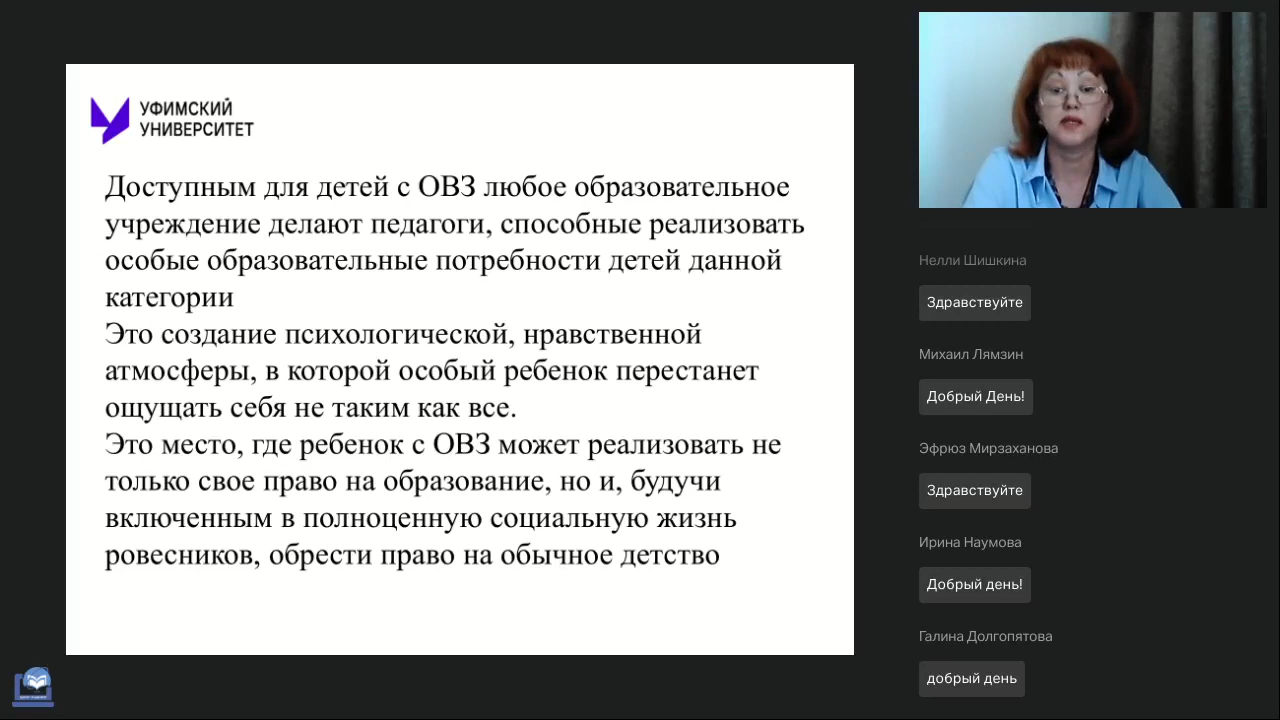 УФИМСКИЙ
УНИВЕРСИТЕТ
Доступным для детей с ОВЗ любое образовательное
учреждение делают педагоги, способные реализовать
особые образовательные потребности детей данной
категории
Это создание психологической, нравственной
атмосферы, в которой особый ребенок перестанет
ощущать себя не таким как все.
Это место, где ребенок с ОВЗ может реализовать не
только свое право на образование, но и, будучи
включенным в полноценную социальную жизнь
ровесников, обрести право на обычное детство
Нелли Шишкина
Здравствуйте
Михаил Лямзин
Добрый День!
Эфрюз Мирзаханова
Здравствуйте
Ирина Наумова
Добрый день!
Галина Долгопятова
добрый день